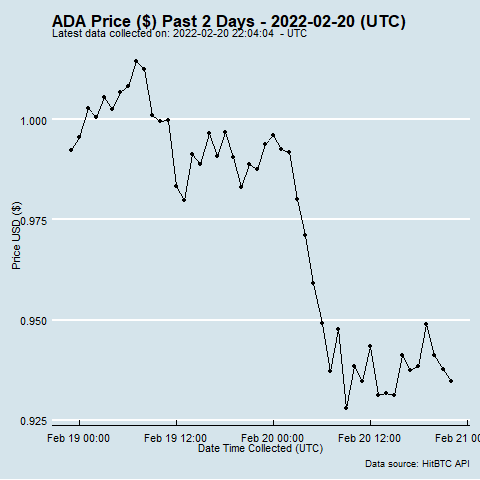 ADA Price ($) Past 2 Days - 2022-02-20 (UTC)
Latest data collected on: 2022-02-20 22:04:04 - UTC
1.000
0.975
Price USD ($)
0.950
0.925
Feb 19 00:00 Feb 19 12:00 Feb 20 00:00 Feb 20 12:00 Feb 21 00
Date Time Collected (UTC)
Data source: HitBTC API